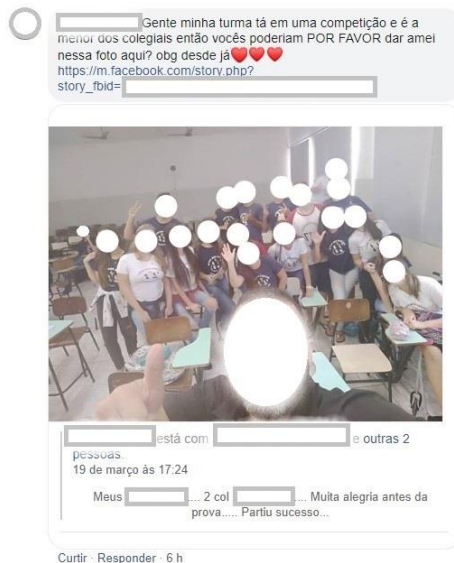 Gente minha turma tá em uma competição e é a
menor dos colegiais então vocês poderiam POR FAVOR dar amei
nessa foto aqui? obg desde já❤️❤️❤️
https://m.facebook.com/story.php?
story_fbid=
está com e outras 2
pessoas.
19 de março às 17:24
Meus .... 2 col .... Muita alegria antes da
prova..... Partiu sucesso...
Curtir · Responder · 6 h